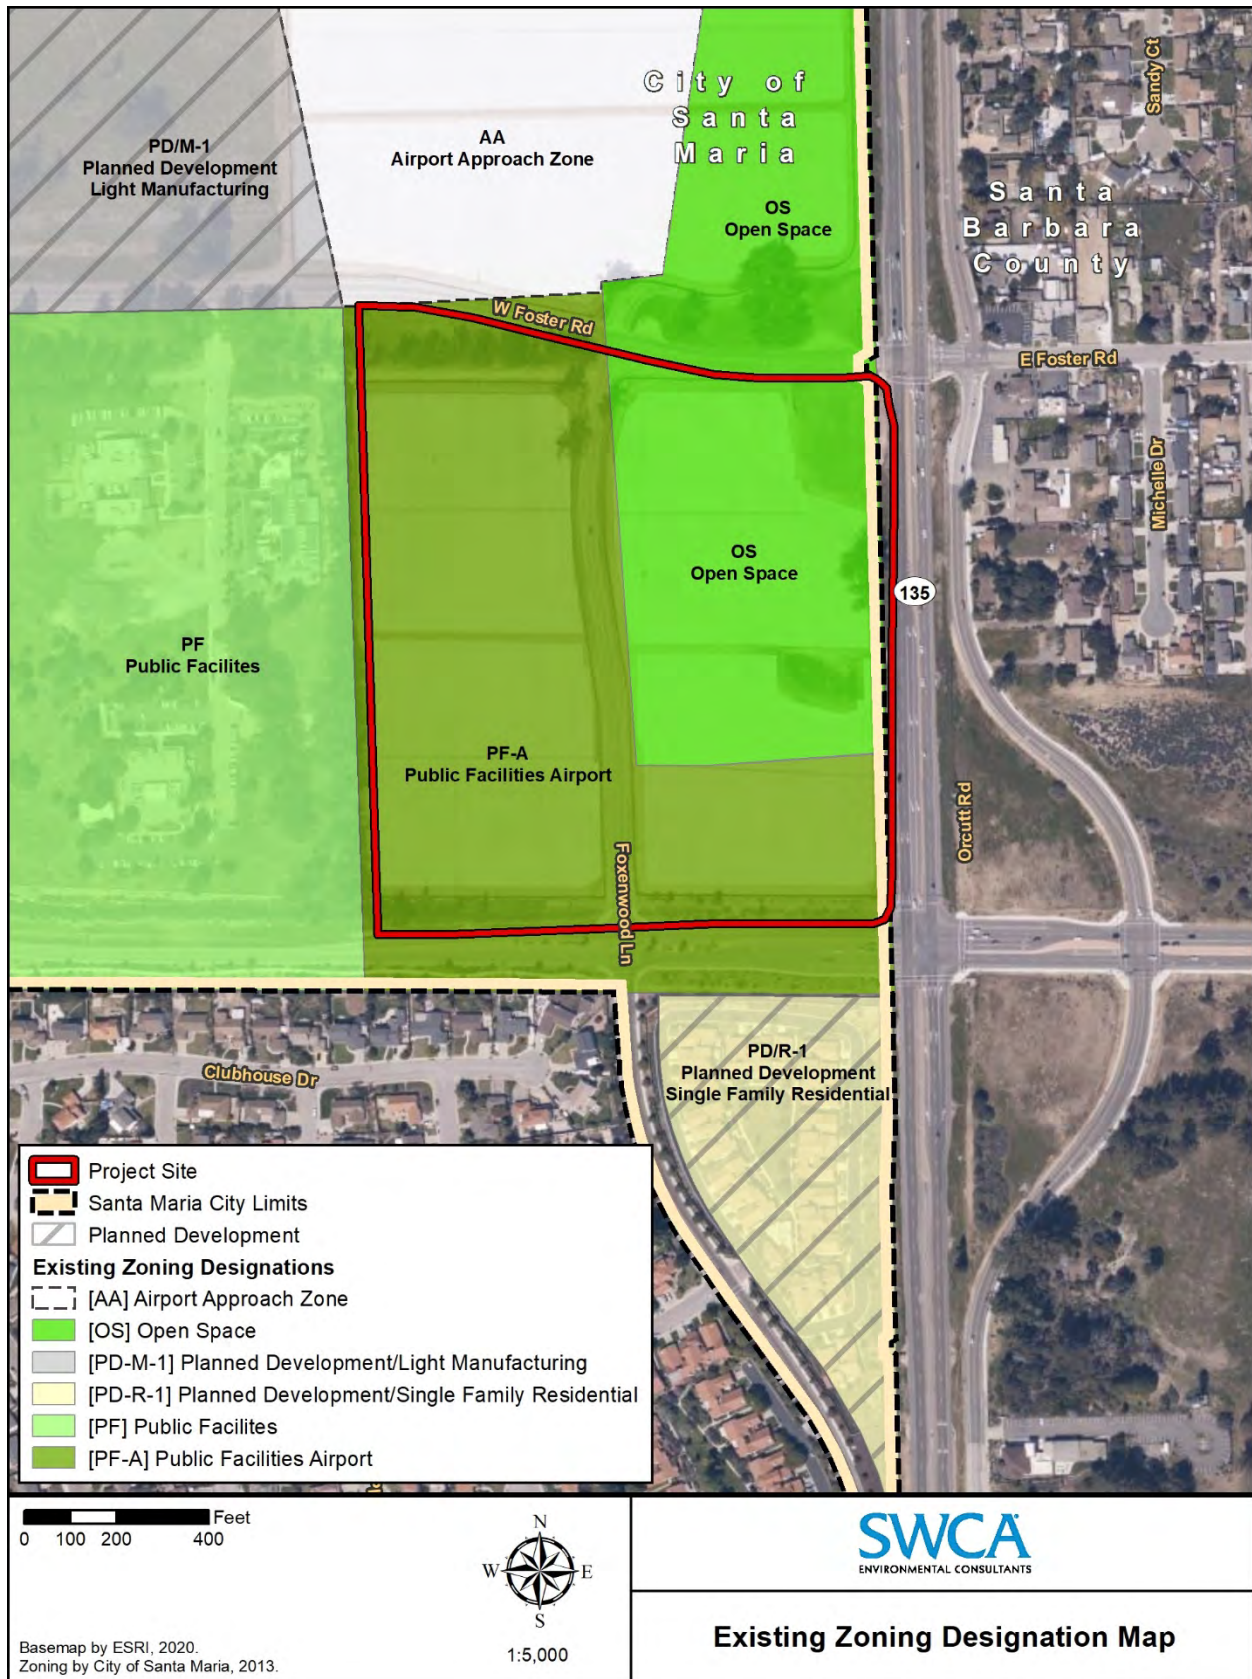 City of
Santa
Maria
Sandy Ct
PD/M-1
Planned Development
Light Manufacturing
AA
Airport Approach Zone
OS
Open Space
Santa
Barbara
County
W Foster Rd
E Foster Rd
Michelle Dr
OS
Open Space
135
PF
Public Facilites
PF-A
Public Facilities Airport
Orcutt Rd
Foxenwood Ln
PD/R-1
Planned Development
Single Family Residential
Clubhouse Dr
Project Site
Santa Maria City Limits
Planned Development
Existing Zoning Designations
[AA] Airport Approach Zone
[OS] Open Space
[PD-M-1] Planned Development/Light Manufacturing
[PD-R-1] Planned Development/Single Family Residential
[PF] Public Facilites
[PF-A] Public Facilities Airport
Feet
0 100 200 400
N
W E
S
1:5,000
Basemap by ESRI, 2020.
Zoning by City of Santa Maria, 2013.
SWCA
ENVIRONMENTAL CONSULTANTS
Existing Zoning Designation Map